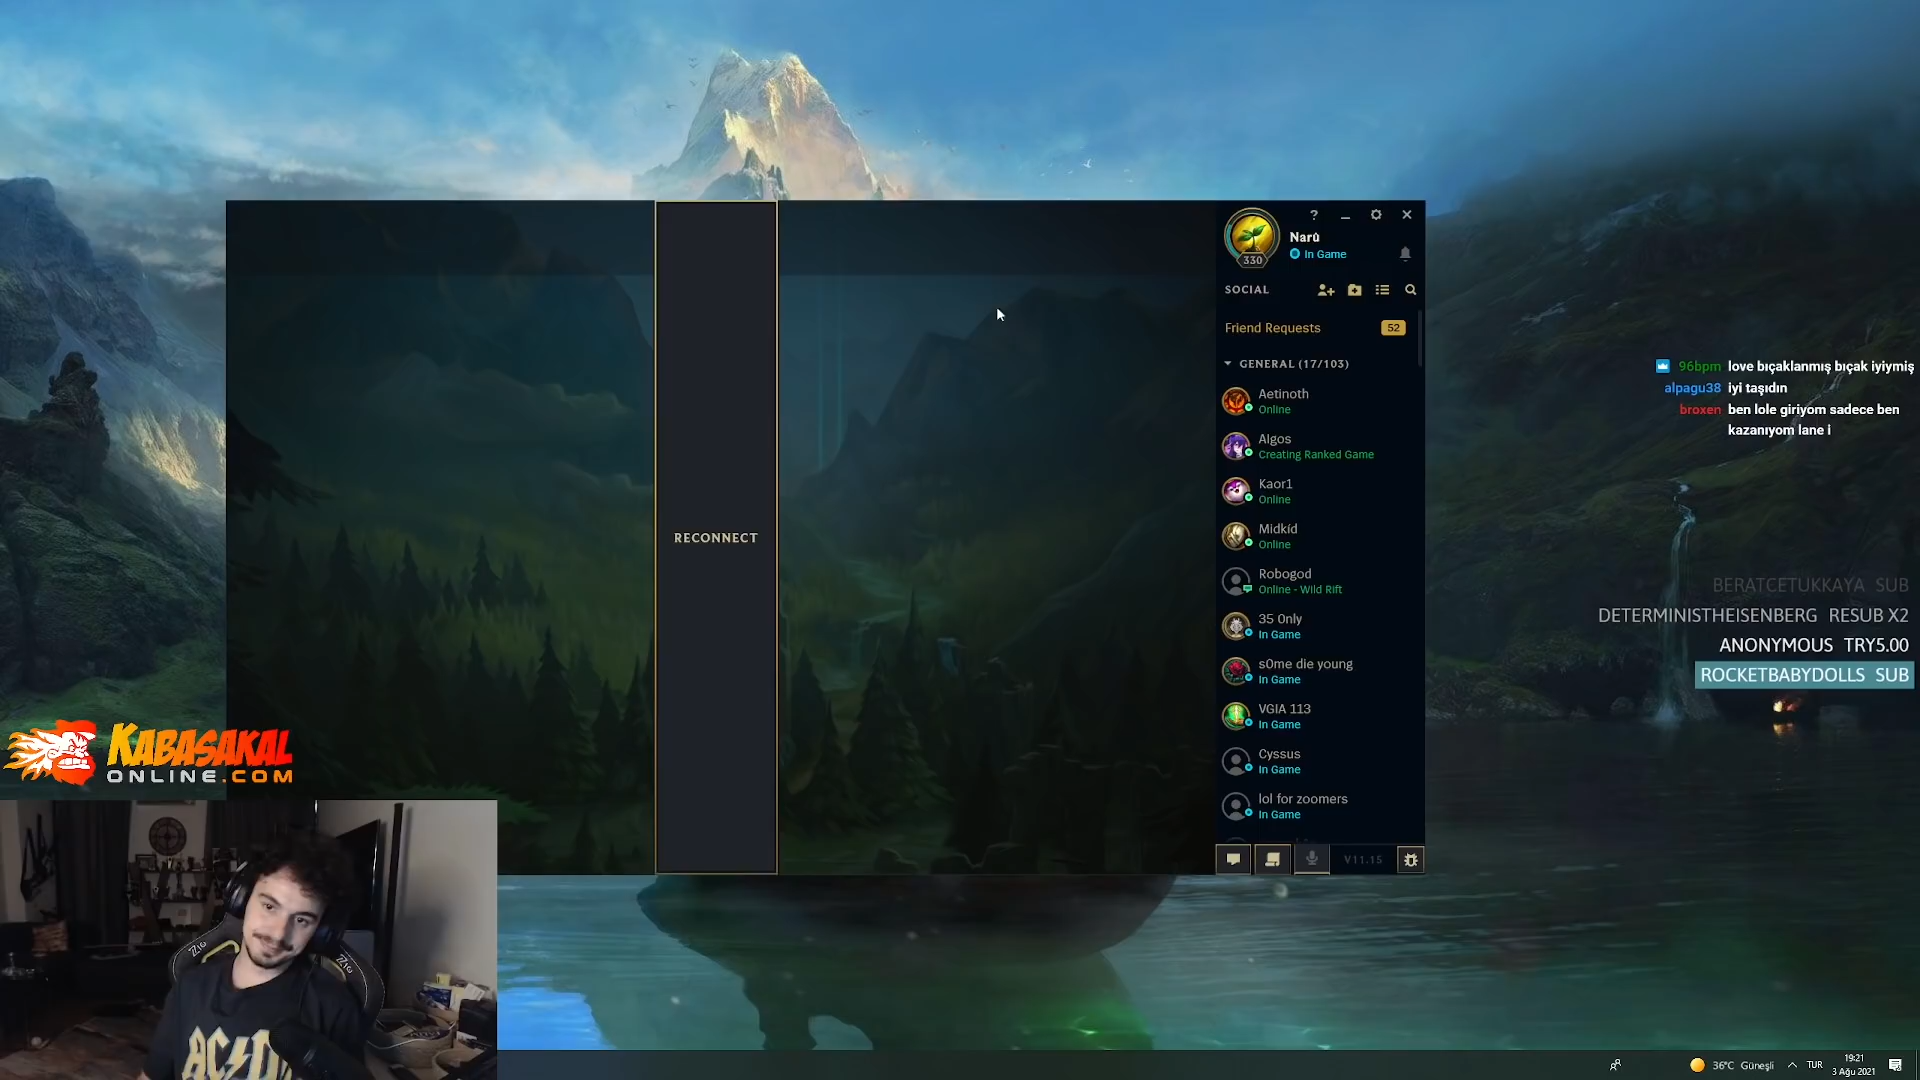 Narû
In Game
330
SOCIAL
Friend Requests
52
GENERAL (17/103)
Aetinoth
Online
Algos
Creating Ranked Game
Kaor1
Online
Midkíd
Online
Robogod
Online - Wild Rift
35 Only
In Game
s0me die young
In Game
VGIA 113
In Game
Cyssus
In Game
lol for zoomers
In Game
V11.15
RECONNECT
96bpm love bıçaklanmış bıçak iyiymiş
alpagu38 iyi taşıdın
broxen ben lole giriyom sadece ben
kazanıyom lane i
BERATCETUKKAYA SUB
DETERMINISTHEISENBERG RESUB X2
ANONYMOUS TRY5.00
ROCKETBABYDOLLS SUB
KABASAKAL
ONLINE.COM
AC/D
36°C Güneşli
TUR
19:21
3 Ağu 2021